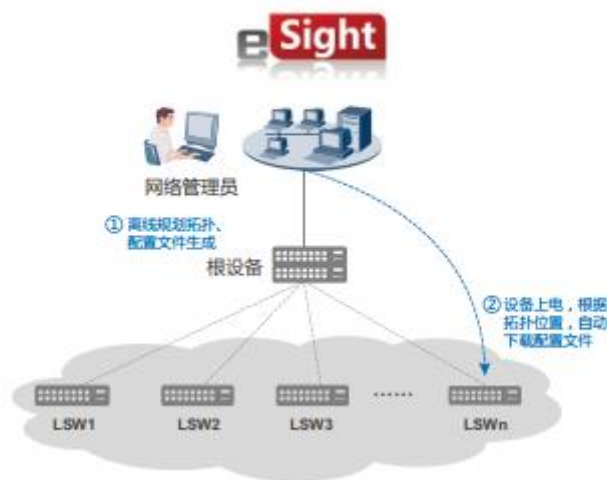 eSight
网络管理员
① 离线规划拓扑、
配置文件生成
根设备
② 设备上电，根据
拓扑位置，自动
下载配置文件
LSW1
LSW2
LSW3
······
LSWn